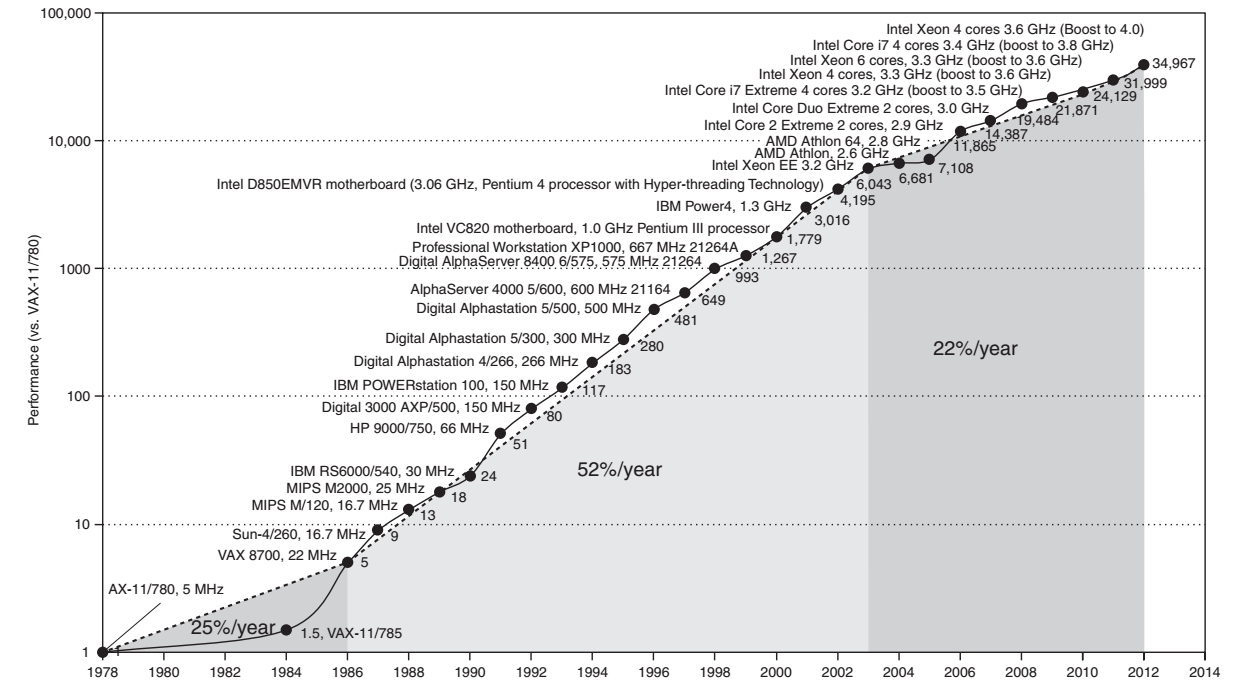 100,000
10,000
1000
100
10
1
Performance (vs. VAX-11/780)
Intel Xeon 4 cores 3.6 GHz (Boost to 4.0)
Intel Core i7 4 cores 3.4 GHz (boost to 3.8 GHz)
Intel Xeon 6 cores, 3.3 GHz (boost to 3.6 GHz)
Intel Xeon 4 cores, 3.3 GHz (boost to 3.6 GHz)
Intel Core i7 Extreme 4 cores 3.2 GHz (boost to 3.5 GHz)
Intel Core Duo Extreme 2 cores, 3.0 GHz
Intel Core 2 Extreme 2 cores, 2.9 GHz
AMD Athlon 64, 2.8 GHz
AMD Athlon, 2.6 GHz
Intel Xeon EE 3.2 GHz
Intel D850EMVR motherboard (3.06 GHz, Pentium 4 processor with Hyper-threading Technology)
IBM Power4, 1.3 GHz
Intel VC820 motherboard, 1.0 GHz Pentium III processor
Professional Workstation XP1000, 667 MHz 21264A
Digital AlphaServer 8400 6/575, 575 MHz 21264
AlphaServer 4000 5/600, 600 MHz 21164
Digital Alphastation 5/500, 500 MHz
Digital Alphastation 5/300, 300 MHz
Digital Alphastation 4/266, 266 MHz
IBM POWERstation 100, 150 MHz
Digital 3000 AXP/500, 150 MHz
HP 9000/750, 66 MHz
IBM RS6000/540, 30 MHz
MIPS M2000, 25 MHz
MIPS M/120, 16.7 MHz
Sun-4/260, 16.7 MHz
VAX 8700, 22 MHz
AX-11/780, 5 MHz
34,967
31,999
24,129
21,871
19,484
14,387
11,865
7,108
6,681
6,043
4,195
3,016
1,779
1,267
993
649
481
280
183
117
80
51
24
18
13
9
5
1.5, VAX-11/785
25%/year
52%/year
22%/year
1978 1980 1982 1984 1986 1988 1990 1992 1994 1996 1998 2000 2002 2004 2006 2008 2010 2012 2014